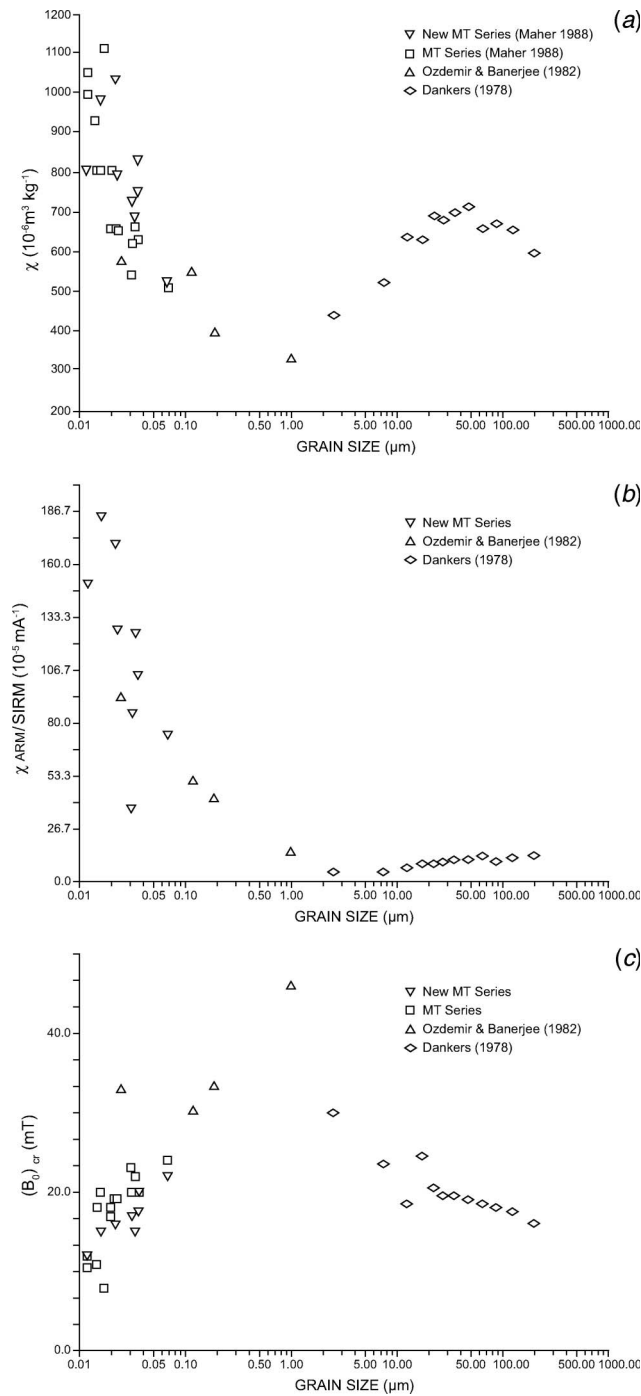 (a)
1200
1100
1000
900
800
700
600
500
400
300
200
χ (10-6m3 kg-1)
New MT Series (Maher 1988)
MT Series (Maher 1988)
Ozdemir & Banerjee (1982)
Dankers (1978)
0.01 0.05 0.10 0.50 1.00 5.00 10.00 50.00 100.00 500.00 1000.00
GRAIN SIZE (µm)
(b)
186.7
160.0
133.3
106.7
80.0
53.3
26.7
0.0
χ ARM/SIRM (10-5 mA-1)
New MT Series
Ozdemir & Banerjee (1982)
Dankers (1978)
0.01 0.05 0.10 0.50 1.00 5.00 10.00 50.00 100.00 500.00 1000.00
GRAIN SIZE (µm)
(c)
40.0
20.0
0.0
(B0) cr (mT)
New MT Series
MT Series
Ozdemir & Banerjee (1982)
Dankers (1978)
0.01 0.05 0.10 0.50 1.00 5.00 10.00 50.00 100.00 500.00 1000.00
GRAIN SIZE (µm)